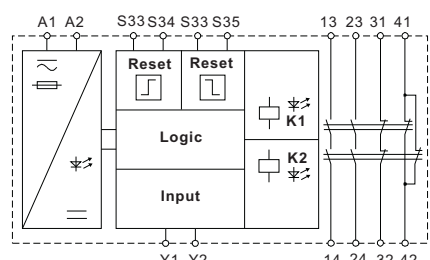 A1 A2 S33 S34 S33 S35 13 23 31 41
Reset Reset
K1
Logic
K2
Input
Y1 Y2 14 24 32 42